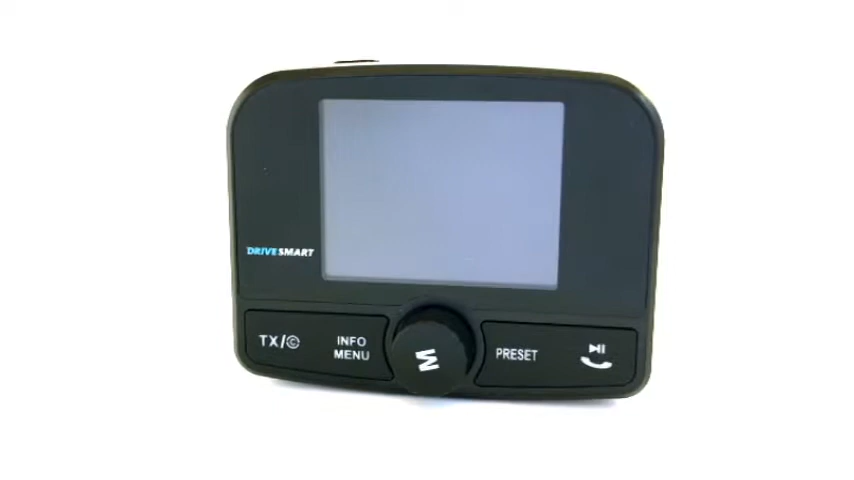 DRIVESMART
TX/©
INFO
MENU
M
PRESET